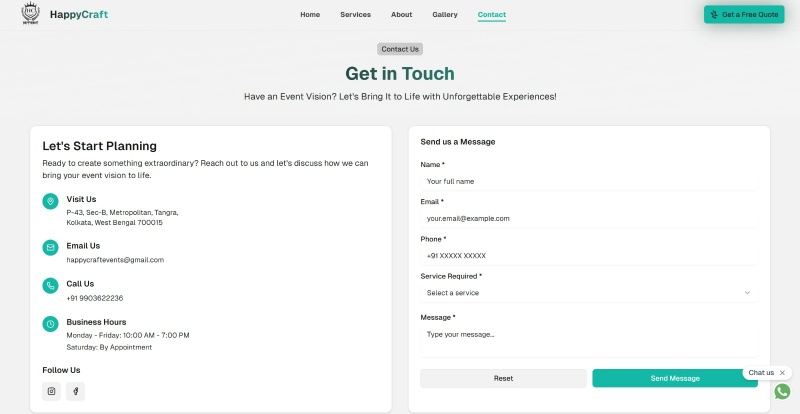 HappyCraft
Home
Services
About
Gallery
Contact
Get a Free Quote
Contact Us
Get in Touch
Have an Event Vision? Let's Bring It to Life with Unforgettable Experiences!
Let's Start Planning
Ready to create something extraordinary? Reach out to us and let's discuss how we can
bring your event vision to life.
Visit Us
P-43, Sec-B, Metropolitan, Tangra,
Kolkata, West Bengal 700015
Email Us
happycraftevents@gmail.com
Call Us
+91 9903622236
Business Hours
Monday - Friday: 10:00 AM - 7:00 PM
Saturday: By Appointment
Follow Us
Send us a Message
Name *
Your full name
Email *
your.email@example.com
Phone *
+91 XXXXX XXXXX
Service Required *
Select a service
Message *
Type your message...
Reset
Send Message
Chat us